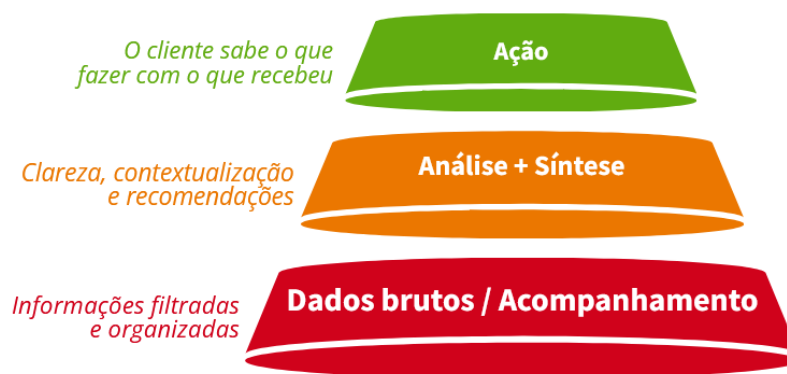 O cliente sabe o que
fazer com o que recebeu
Ação
Clareza, contextualização
e recomendações
Análise + Síntese
Informações filtradas
e organizadas
Dados brutos / Acompanhamento